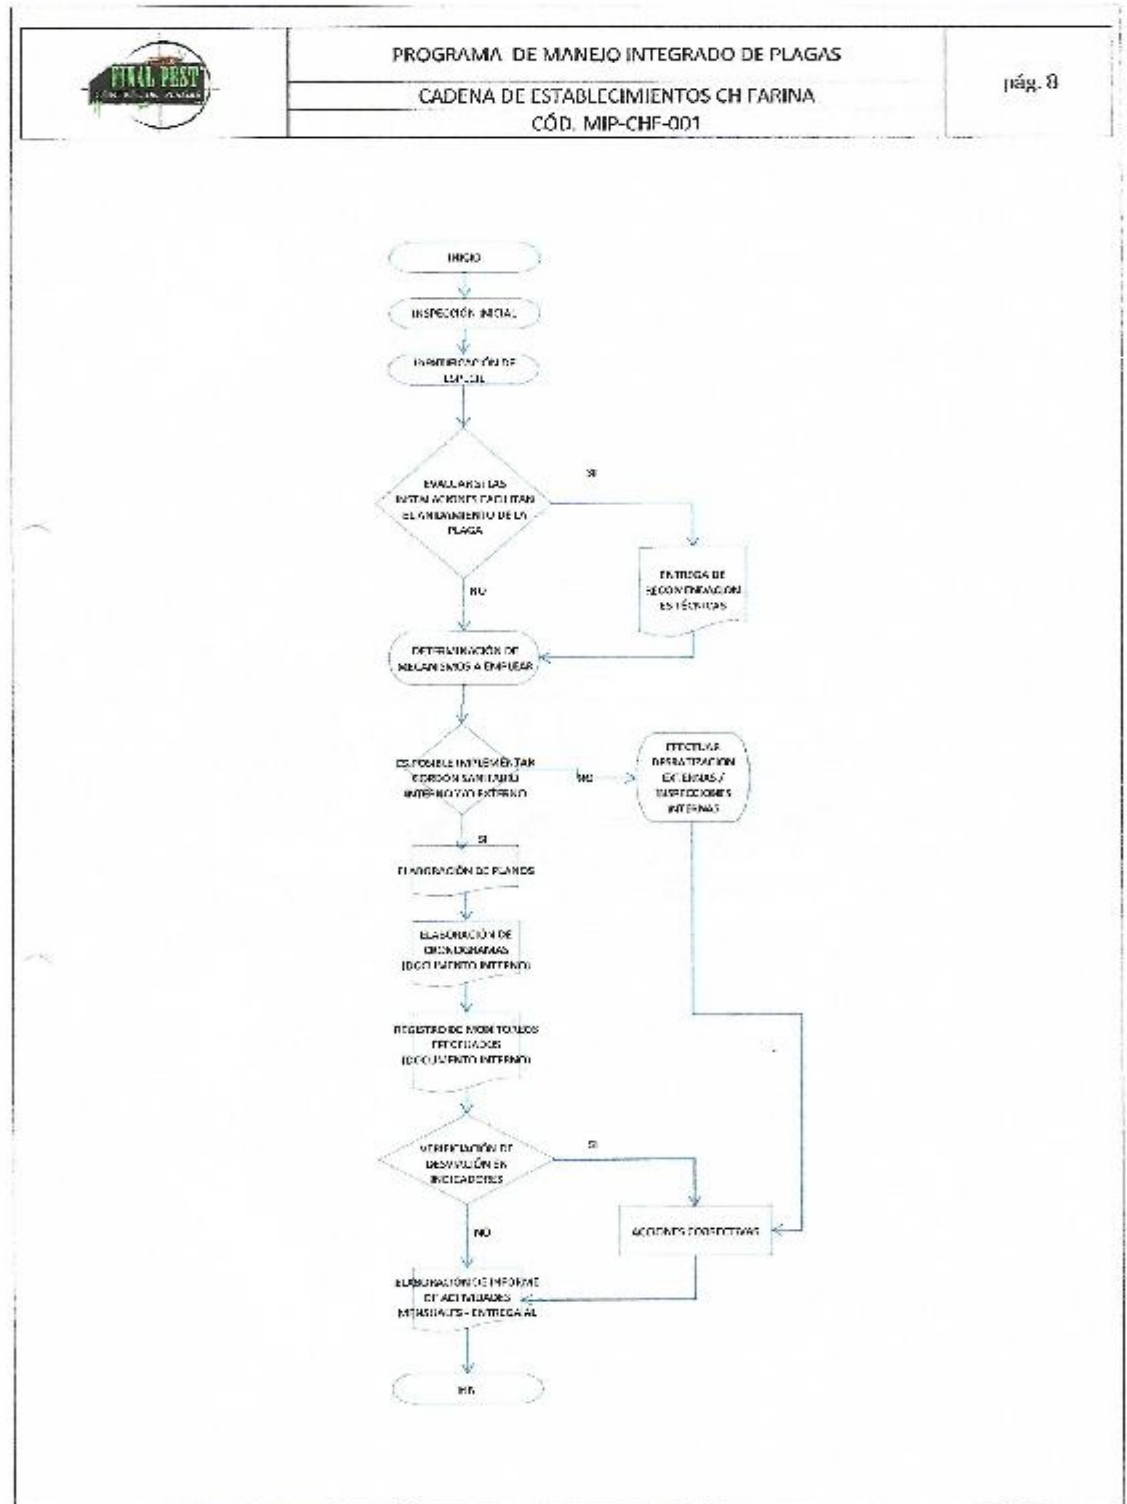 FINAL PEST
PROGRAMA DE MANEJO INTEGRADO DE PLAGAS
CADENA DE ESTABLECIMIENTOS CH FARINA
CÓD. MIP-CHF-001
pág. 8
INICIO
INSPECCIÓN INICIAL
IDENTIFICACIÓN DE
ESPECIE
EVALUAR SI LAS
INSTALACIONES FACILITAN
EL ANIDAMIENTO DE LA
PLAGA
SI
NO
ENTREGA DE
RECOMENDACION
ES TÉCNICAS
DETERMINACIÓN DE
MECANISMOS A EMPLEAR
ES POSIBLE IMPLEMENTAR
CORDÓN SANITARIO
INTERNO Y/O EXTERNO
NO
EFECTUAR
DESRATIZACION
EXTERNAS /
INSPECCIONES
INTERNAS
SI
ELABORACIÓN DE PLANOS
ELABORACIÓN DE
CRONOGRAMAS
(DOCUMENTO INTERNO)
REGISTRO DE MONITOREOS
EFECTUADOS
(DOCUMENTO INTERNO)
VERIFICIACIÓN DE
DESVIACIÓN EN
INDICADORES
SI
NO
ACCIONES CORRECTIVAS
ELABORACIÓN DE INFORME
DE ACTIVIDADES
MENSUALES - ENTREGA AL
FIN